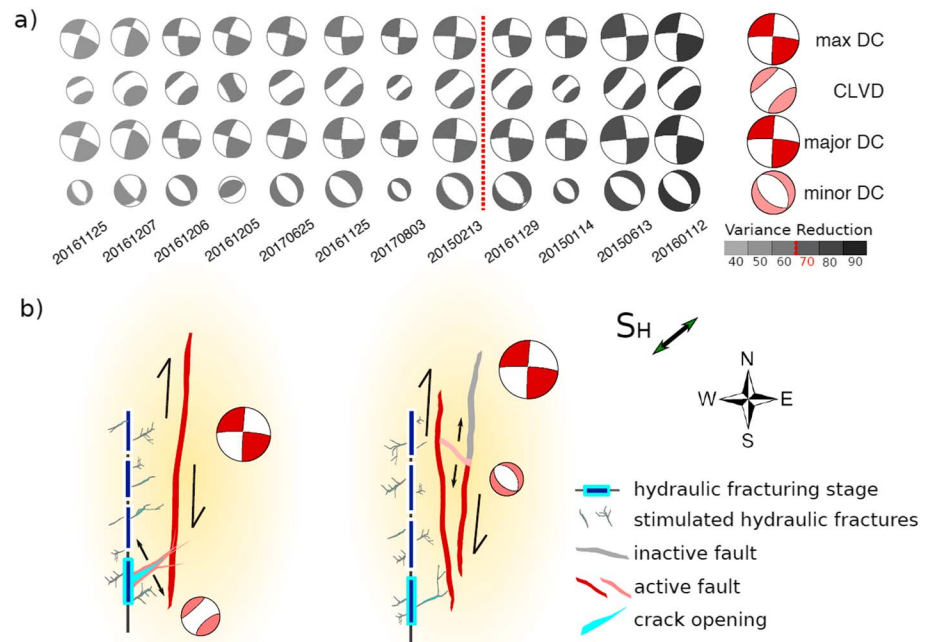 a)
max DC
CLVD
major DC
minor DC
20161125 20161207 20161206 20161205 20170625 20161125 20170803 20150213 20161129 20150114 20150613 20160112
Variance Reduction
40 50 60 70 80 90
b)
SH
N
W E
S
hydraulic fracturing stage
stimulated hydraulic fractures
inactive fault
active fault
crack opening